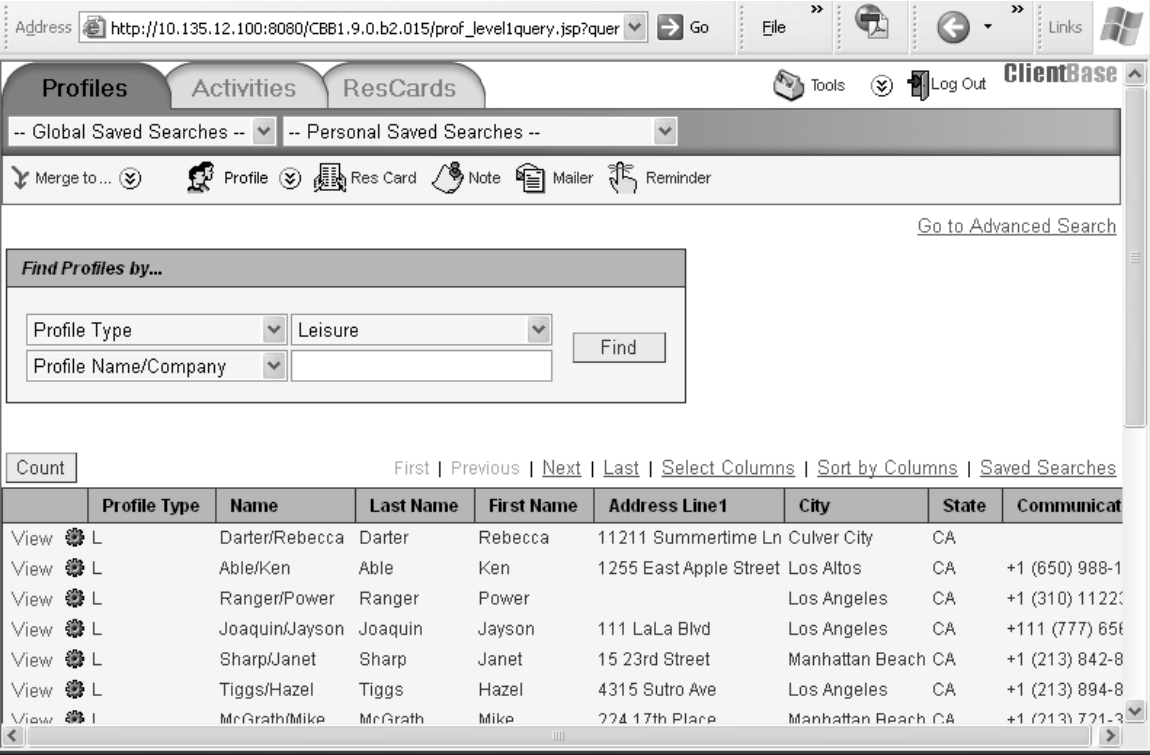 Address http://10.135.12.100:8080/CBB1.9.0.b2.015/prof_level1query.jsp?quer Go File » » Links
Profiles Activities ResCards Tools Log Out ClientBase
-- Global Saved Searches -- -- Personal Saved Searches --
Merge to ... Profile Res Card Note Mailer Reminder
Go to Advanced Search
Find Profiles by...
Profile Type Leisure
Find
Profile Name/Company
Count First | Previous | Next | Last | Select Columns | Sort by Columns | Saved Searches
Profile Type Name Last Name First Name Address Line1 City State Communicat
View L Darter/Rebecca Darter Rebecca 11211 Summertime Ln Culver City CA
View L Able/Ken Able Ken 1255 East Apple Street Los Altos CA +1 (650) 988-1
View L Ranger/Power Ranger Power Los Angeles CA +1 (310) 1122
View L Joaquin/Jayson Joaquin Jayson 111 LaLa Blvd Los Angeles CA +111 (777) 656
View L Sharp/Janet Sharp Janet 15 23rd Street Manhattan Beach CA +1 (213) 842-8
View L Tiggs/Hazel Tiggs Hazel 4315 Sutro Ave Los Angeles CA +1 (213) 894-8
View L McGrath/Mike McGrath Mike 224 17th Place Manhattan Beach CA +1 (213) 721-3